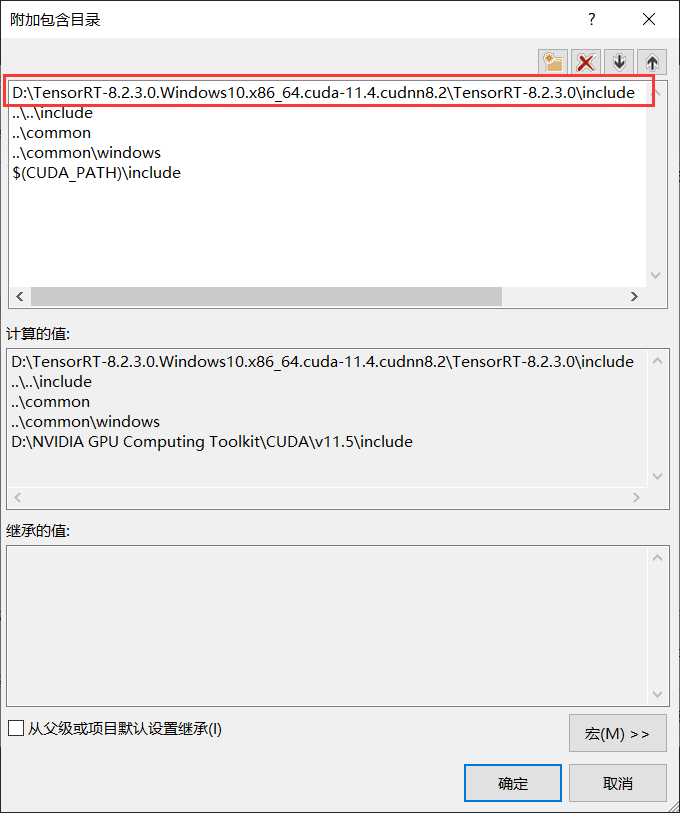 附加包含目录
?
D:\TensorRT-8.2.3.0.Windows10.x86_64.cuda-11.4.cudnn8.2\TensorRT-8.2.3.0\include
..\..\include
..\common
..\common\windows
$(CUDA_PATH)\include
计算的值:
D:\TensorRT-8.2.3.0.Windows10.x86_64.cuda-11.4.cudnn8.2\TensorRT-8.2.3.0\include
..\..\include
..\common
..\common\windows
D:\NVIDIA GPU Computing Toolkit\CUDA\v11.5\include
继承的值:
从父级或项目默认设置继承(I)
宏(M) >>
确定 取消